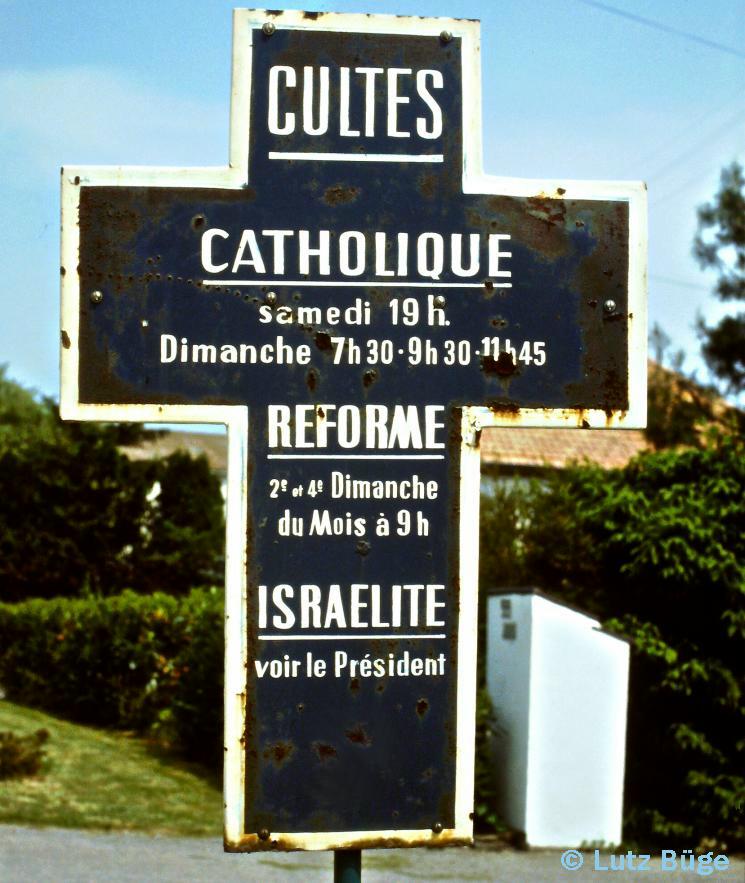 CULTES
CATHOLIQUE
samedi 19 h.
Dimanche 7h30·9h30·11h45
REFORME
2e et 4e Dimanche
du Mois à 9h
ISRAELITE
voir le Président
© Lutz Büge